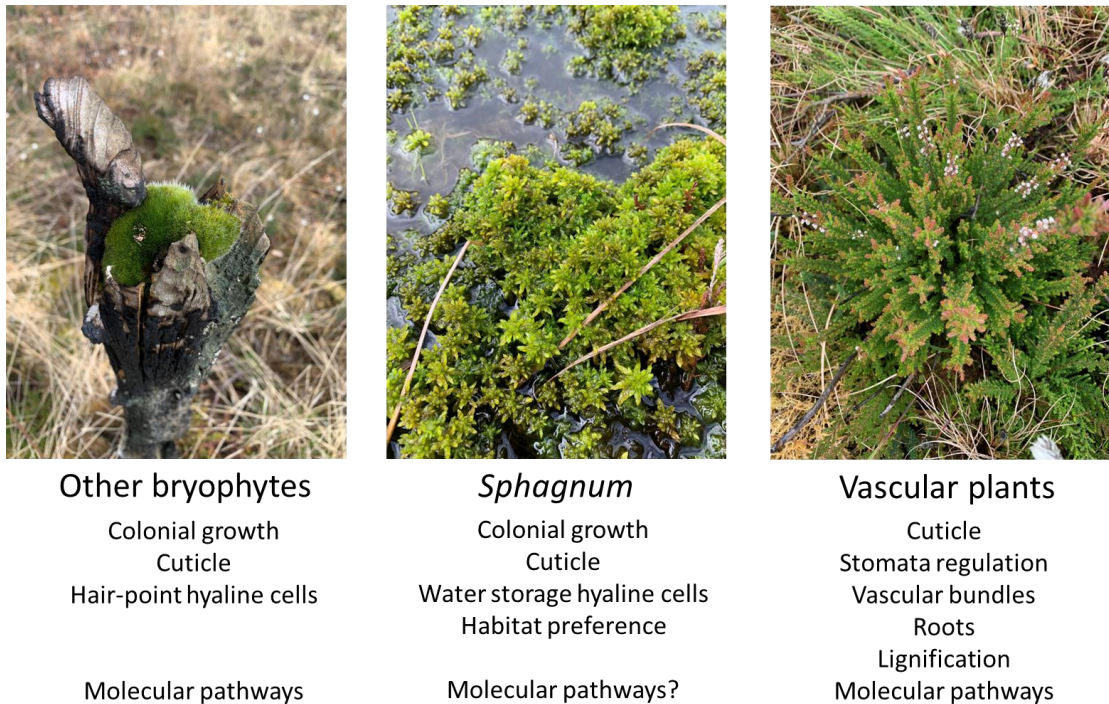 Other bryophytes
Colonial growth
Cuticle
Hair-point hyaline cells
Molecular pathways
Sphagnum
Colonial growth
Cuticle
Water storage hyaline cells
Habitat preference
Molecular pathways?
Vascular plants
Cuticle
Stomata regulation
Vascular bundles
Roots
Lignification
Molecular pathways